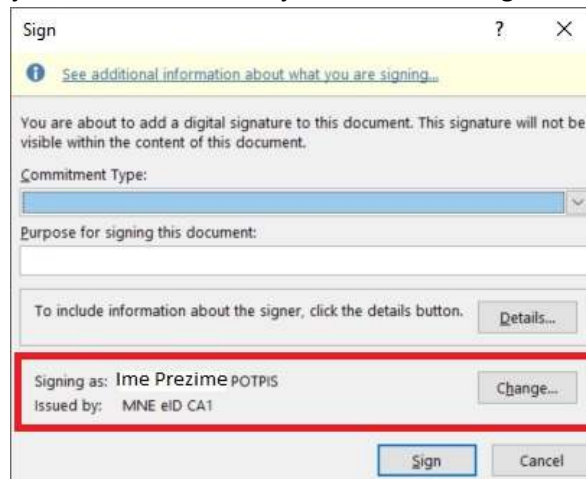 Sign ? X
See additional information about what you are signing...
You are about to add a digital signature to this document. This signature will not be
visible within the content of this document.
Commitment Type:
Purpose for signing this document:
To include information about the signer, click the details button.
Details...
Signing as: Ime Prezime POTPIS
Issued by: MNE eID CA1
Change...
Sign Cancel